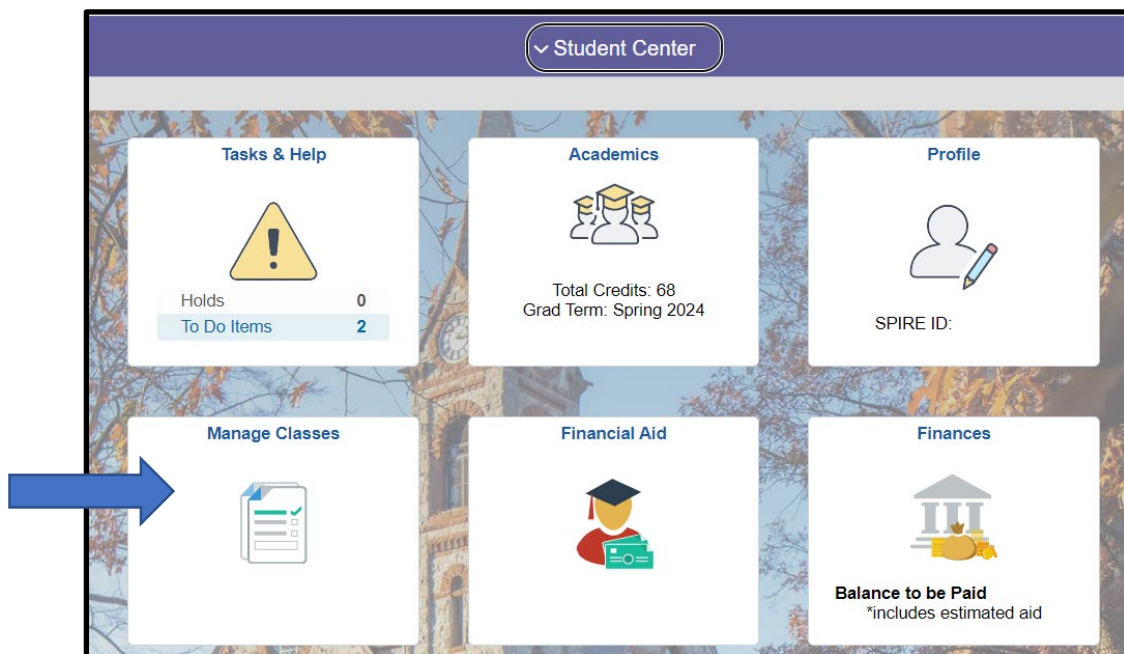 Student Center
Tasks & Help
Holds 0
To Do Items 2
Academics
Total Credits: 68
Grad Term: Spring 2024
Profile
SPIRE ID:
Manage Classes
Financial Aid
Finances
Balance to be Paid
*includes estimated aid